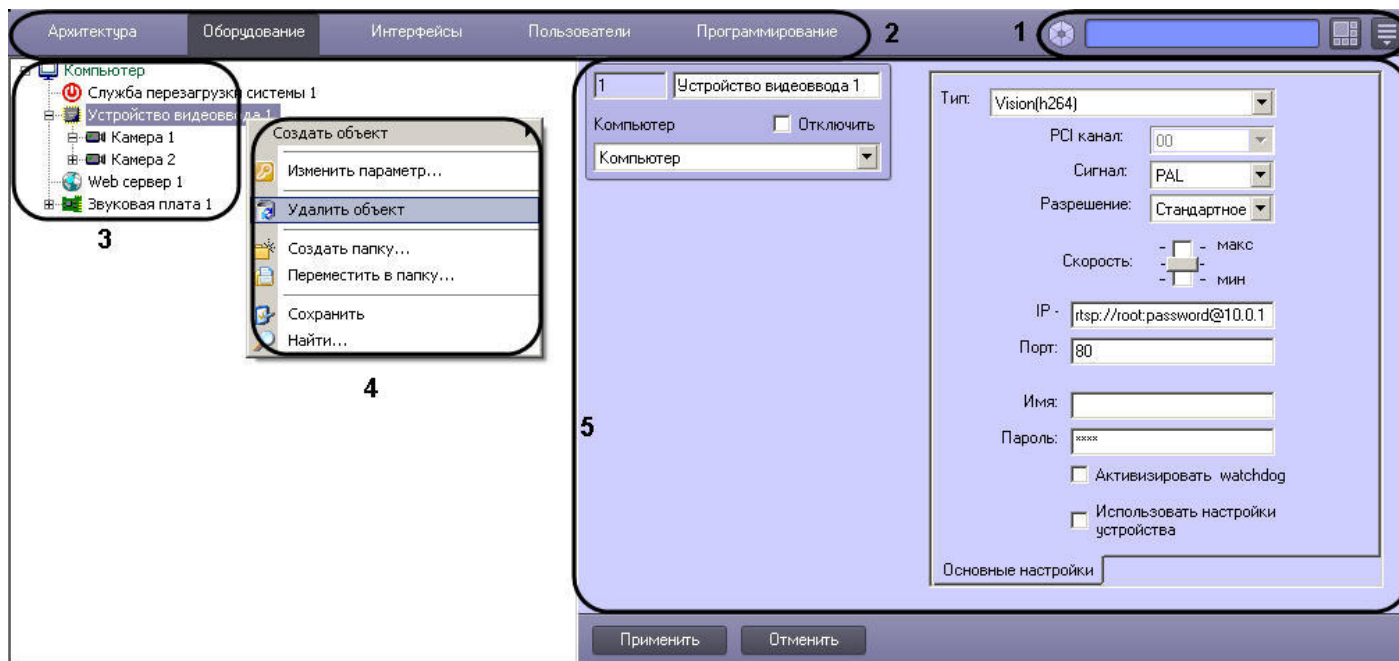 Архитектура Оборудование Интерфейсы Пользователи Программирование 2 1
Компьютер
Служба перезагрузки системы 1
Устройство видеоввода 1
Камера 1
Камера 2
Web сервер 1
Звуковая плата 1
3
Создать объект
Изменить параметр...
Удалить объект
Создать папку...
Переместить в папку...
Сохранить
Найти...
4
1 Устройство видеоввода 1
Компьютер Отключить
Компьютер
5
Тип: Vision(h264)
PCI канал: 00
Сигнал: PAL
Разрешение: Стандартное
Скорость: - - макс
- -
- - мин
IP - rtsp://root:password@10.0.1
Порт: 80
Имя:
Пароль: ××××
Активизировать watchdog
Использовать настройки
устройства
Основные настройки
Применить Отменить